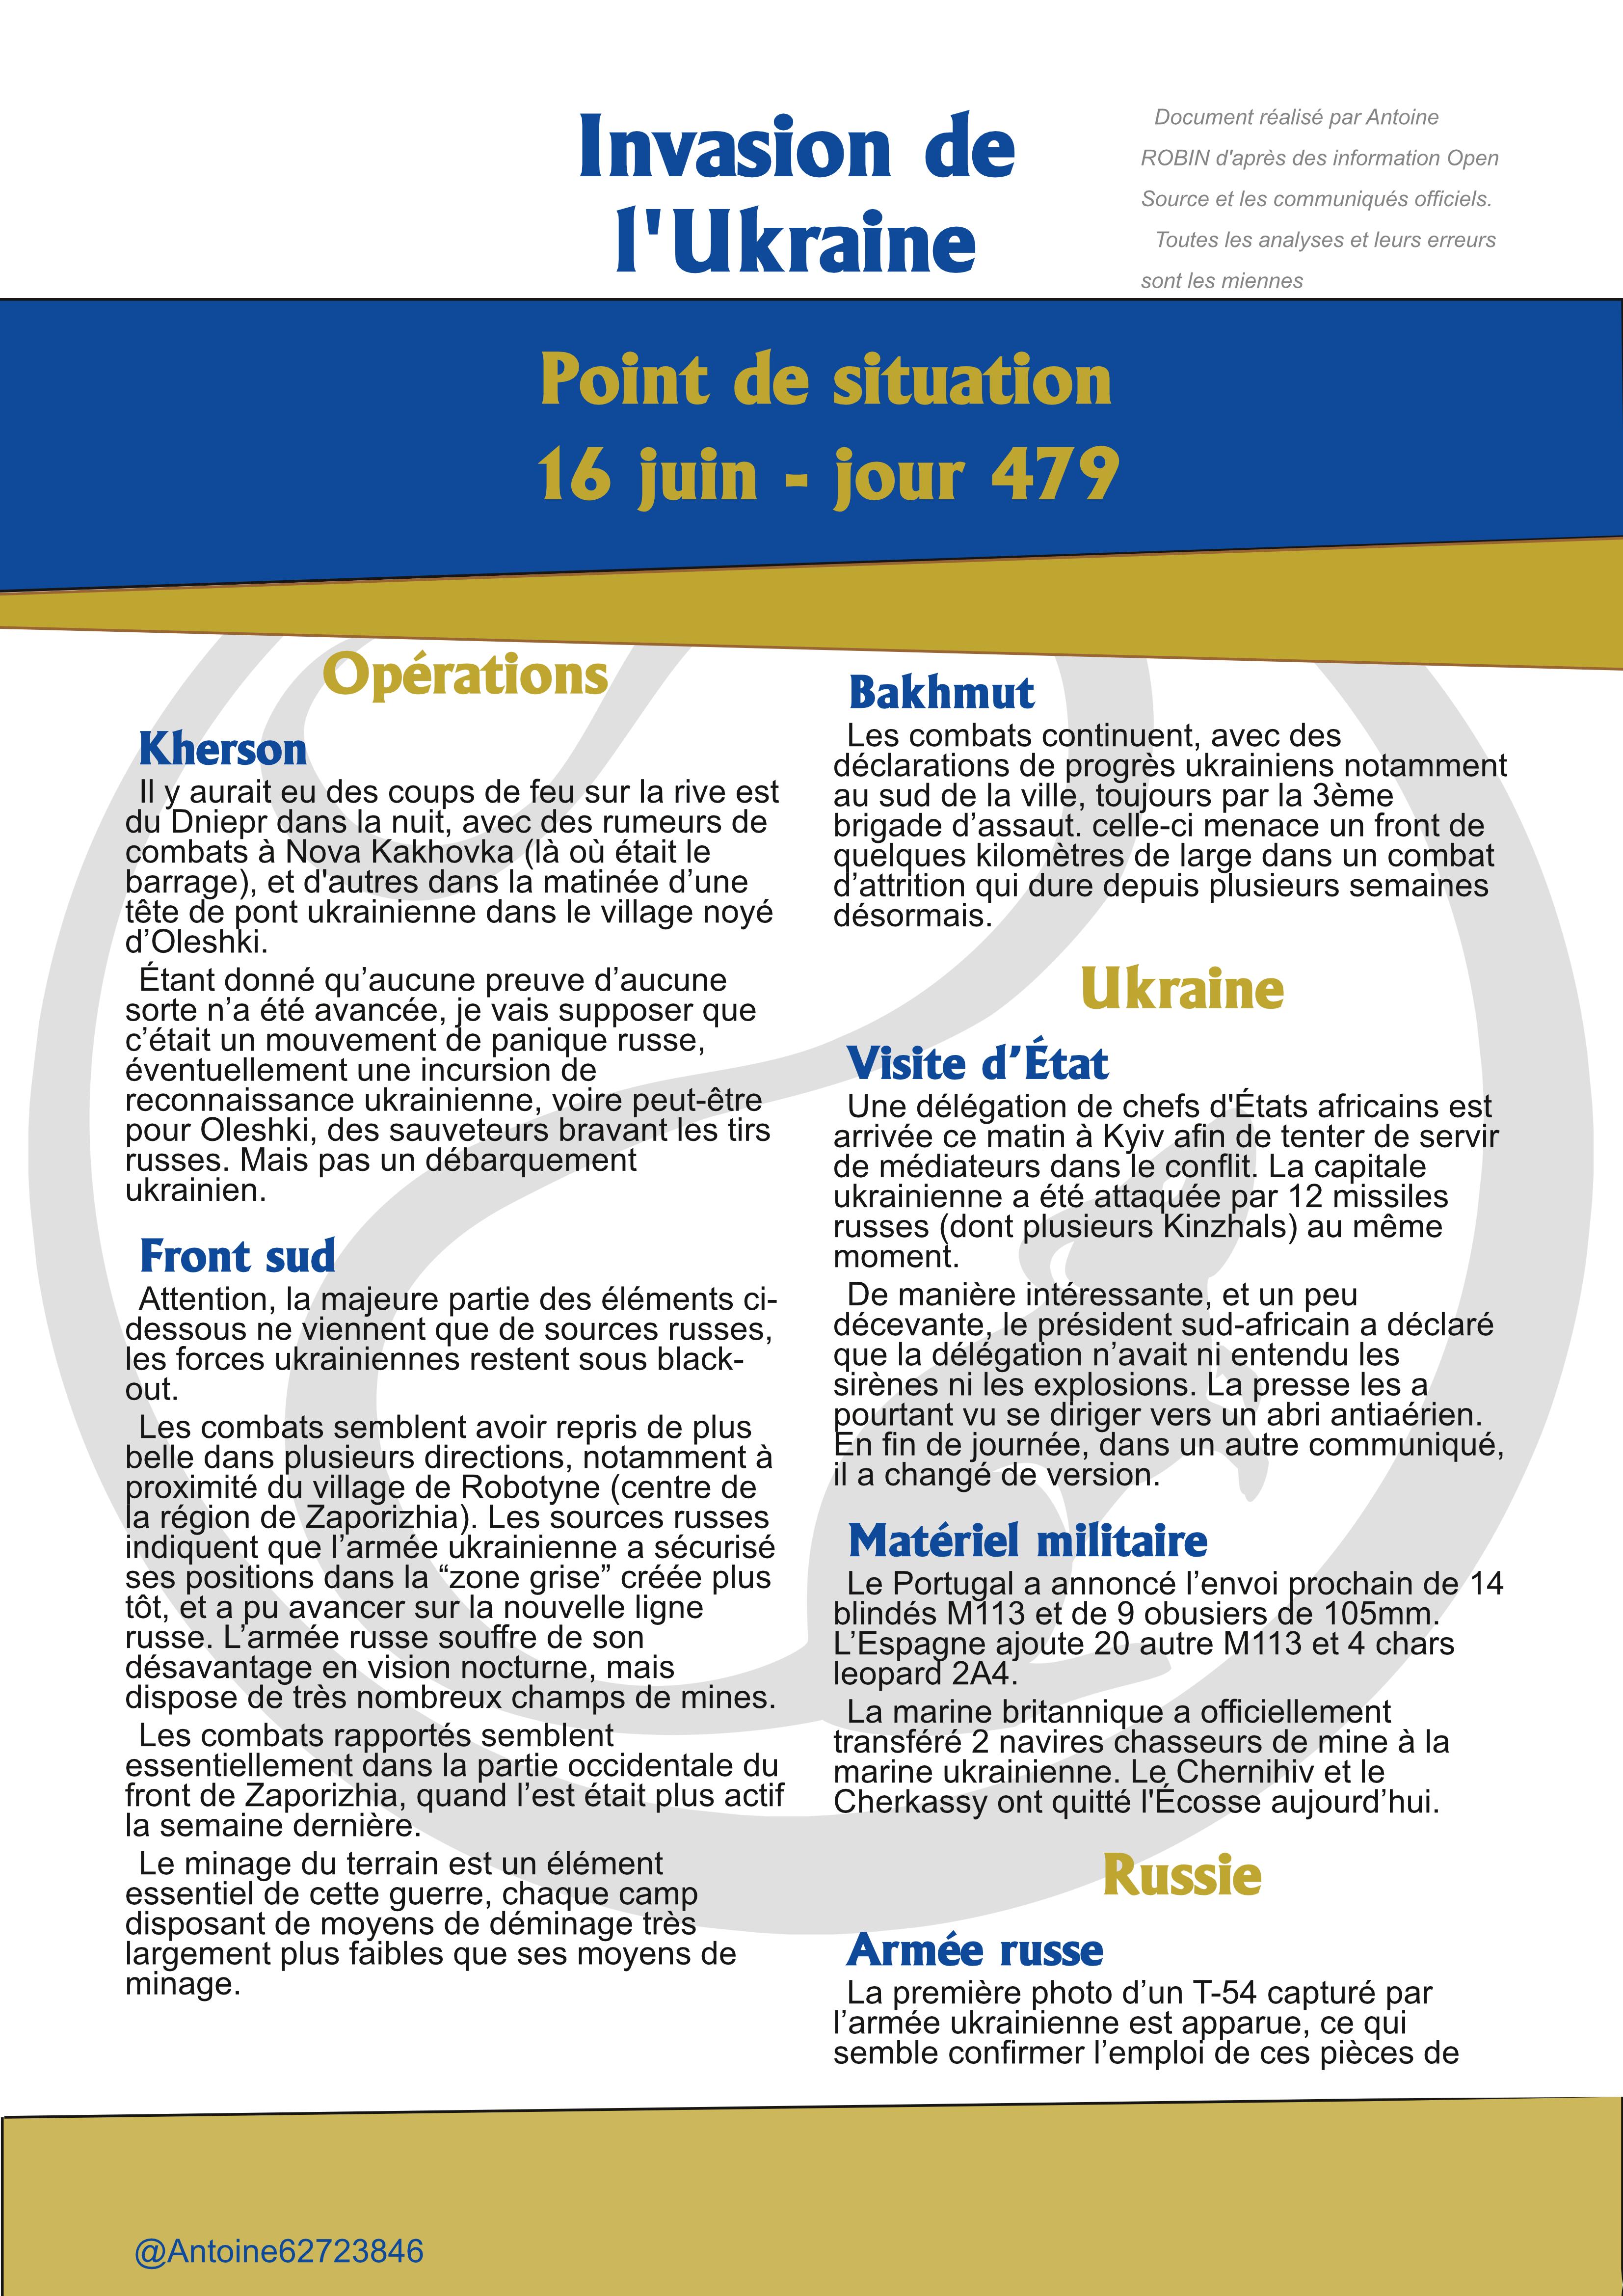 Invasion de
l'Ukraine
Document réalisé par Antoine
ROBIN d'après des information Open
Source et les communiqués officiels.
Toutes les analyses et leurs erreurs
sont les miennes
Point de situation
16 juin - jour 479
Opérations
Kherson
Il y aurait eu des coups de feu sur la rive est
du Dniepr dans la nuit, avec des rumeurs de
combats à Nova Kakhovka (là où était le
barrage), et d'autres dans la matinée d’une
tête de pont ukrainienne dans le village noyé
d’Oleshki.
Étant donné qu’aucune preuve d’aucune
sorte n’a été avancée, je vais supposer que
c’était un mouvement de panique russe,
éventuellement une incursion de
reconnaissance ukrainienne, voire peut-être
pour Oleshki, des sauveteurs bravant les tirs
russes. Mais pas un débarquement
ukrainien.
Front sud
Attention, la majeure partie des éléments ci-
dessous ne viennent que de sources russes,
les forces ukrainiennes restent sous black-
out.
Les combats semblent avoir repris de plus
belle dans plusieurs directions, notamment à
proximité du village de Robotyne (centre de
la région de Zaporizhia). Les sources russes
indiquent que l’armée ukrainienne a sécurisé
ses positions dans la “zone grise” créée plus
tôt, et a pu avancer sur la nouvelle ligne
russe. L’armée russe souffre de son
désavantage en vision nocturne, mais
dispose de très nombreux champs de mines.
Les combats rapportés semblent
essentiellement dans la partie occidentale du
front de Zaporizhia, quand l’est était plus actif
la semaine dernière.
Le minage du terrain est un élément
essentiel de cette guerre, chaque camp
disposant de moyens de déminage très
largement plus faibles que ses moyens de
minage.
Bakhmut
Les combats continuent, avec des
déclarations de progrès ukrainiens notamment
au sud de la ville, toujours par la 3ème
brigade d’assaut. celle-ci menace un front de
quelques kilomètres de large dans un combat
d’attrition qui dure depuis plusieurs semaines
désormais.
Ukraine
Visite d’État
Une délégation de chefs d'États africains est
arrivée ce matin à Kyiv afin de tenter de servir
de médiateurs dans le conflit. La capitale
ukrainienne a été attaquée par 12 missiles
russes (dont plusieurs Kinzhals) au même
moment.
De manière intéressante, et un peu
décevante, le président sud-africain a déclaré
que la délégation n’avait ni entendu les
sirènes ni les explosions. La presse les a
pourtant vu se diriger vers un abri antiaérien.
En fin de journée, dans un autre communiqué,
il a changé de version.
Matériel militaire
Le Portugal a annoncé l’envoi prochain de 14
blindés M113 et de 9 obusiers de 105mm.
L’Espagne ajoute 20 autre M113 et 4 chars
leopard 2A4.
La marine britannique a officiellement
transféré 2 navires chasseurs de mine à la
marine ukrainienne. Le Chernihiv et le
Cherkassy ont quitté l'Écosse aujourd’hui.
Russie
Armée russe
La première photo d’un T-54 capturé par
l’armée ukrainienne est apparue, ce qui
semble confirmer l’emploi de ces pièces de
@Antoine62723846